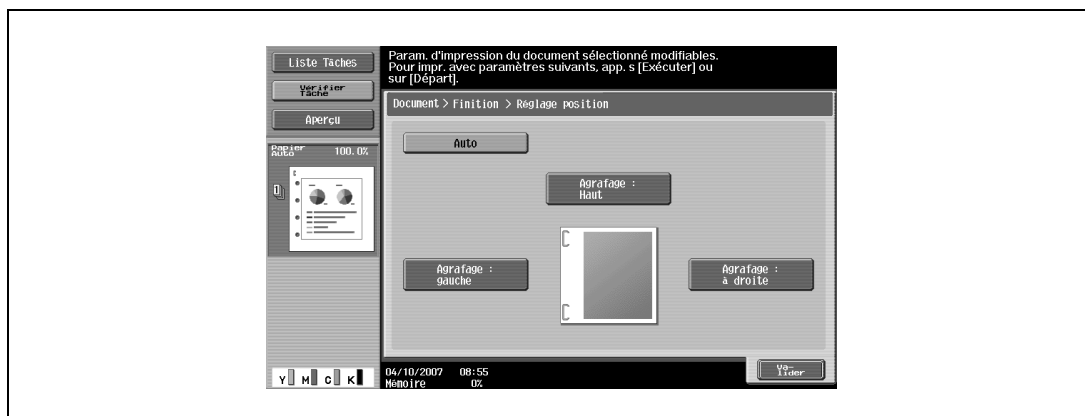 Liste Tâches
Vérifier
Tâche
Aperçu
Papier
Auto
100.0%
1
Y M C K
Param. d'impression du document sélectionné modifiables.
Pour impr. avec paramètres suivants, app. s [Exécuter] ou
sur [Départ].
Document > Finition > Réglage position
Auto
Agrafage :
Haut
Agrafage :
gauche
Agrafage :
à droite
04/10/2007 08:55
Mémoire 0%
Va-
lider